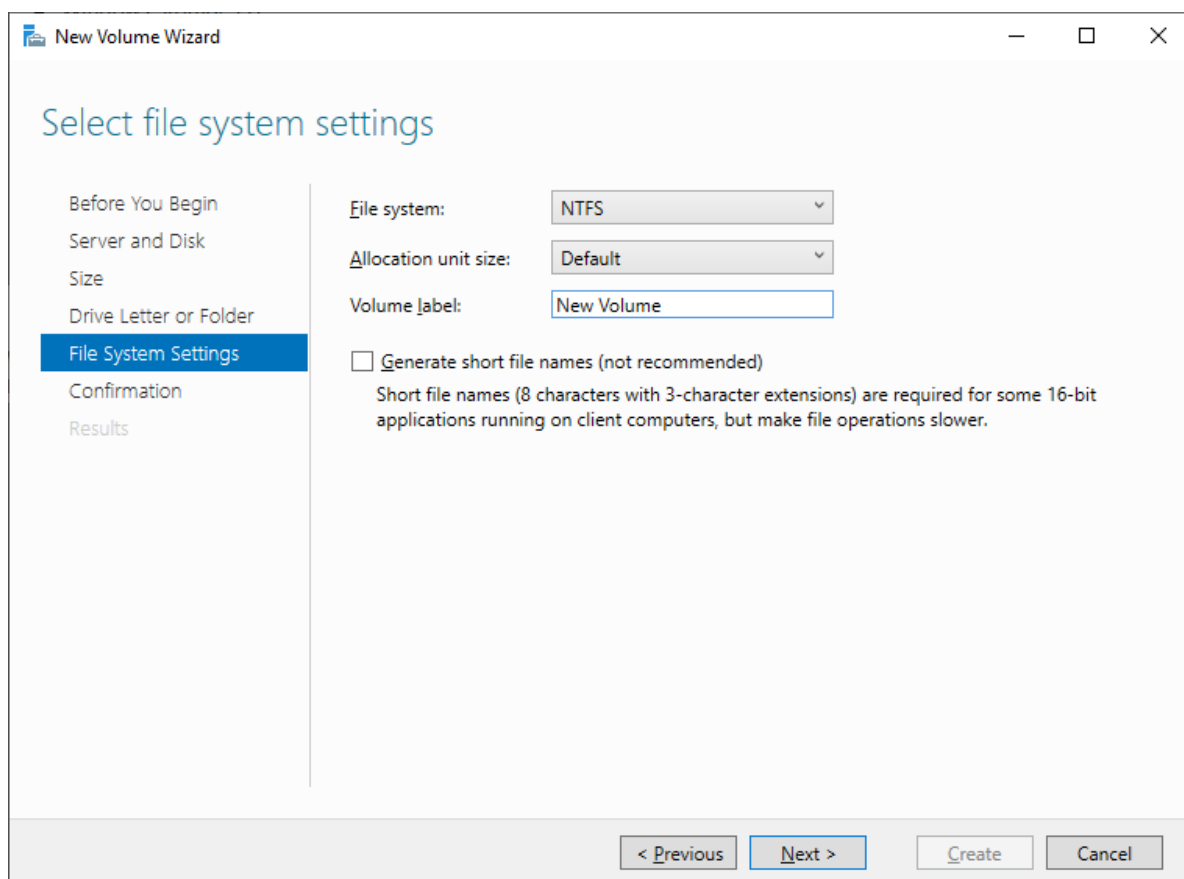 New Volume Wizard
Select file system settings
Before You Begin
Server and Disk
Size
Drive Letter or Folder
File System Settings
Confirmation
Results
File system:
NTFS
Allocation unit size:
Default
Volume label:
New Volume
Generate short file names (not recommended)
Short file names (8 characters with 3-character extensions) are required for some 16-bit
applications running on client computers, but make file operations slower.
< Previous
Next >
Create
Cancel